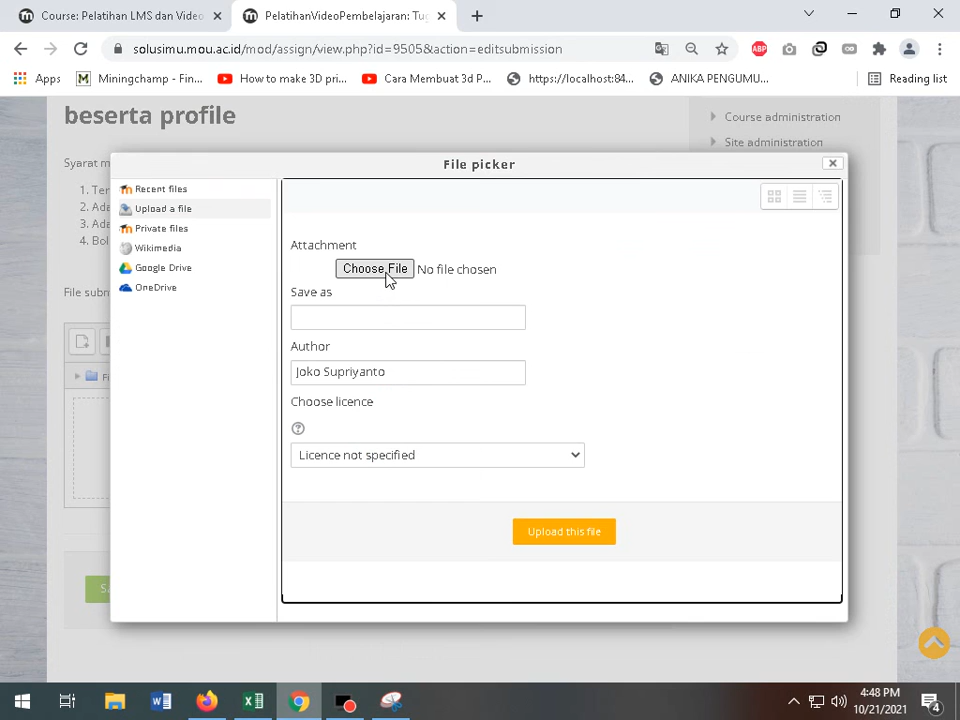 Course: Pelatihan LMS dan Video
PelatihanVideoPembelajaran: Tug
solusimu.mou.ac.id/mod/assign/view.php?id=9505&action=editsubmission
ABP
Apps
Miningchamp - Fin...
How to make 3D pri...
Cara Membuat 3d P...
https://localhost:84...
ANIKA PENGUMU...
Reading list
beserta profile
Course administration
Site administration
Syarat m
1. Ter
2. Ada
3. Ada
4. Bol
File subm
File picker
Recent files
Upload a file
Private files
Wikimedia
Google Drive
OneDrive
Attachment
Choose File No file chosen
Save as
Author
Joko Supriyanto
Choose licence
Licence not specified
Upload this file
4:48 PM
10/21/2021
4